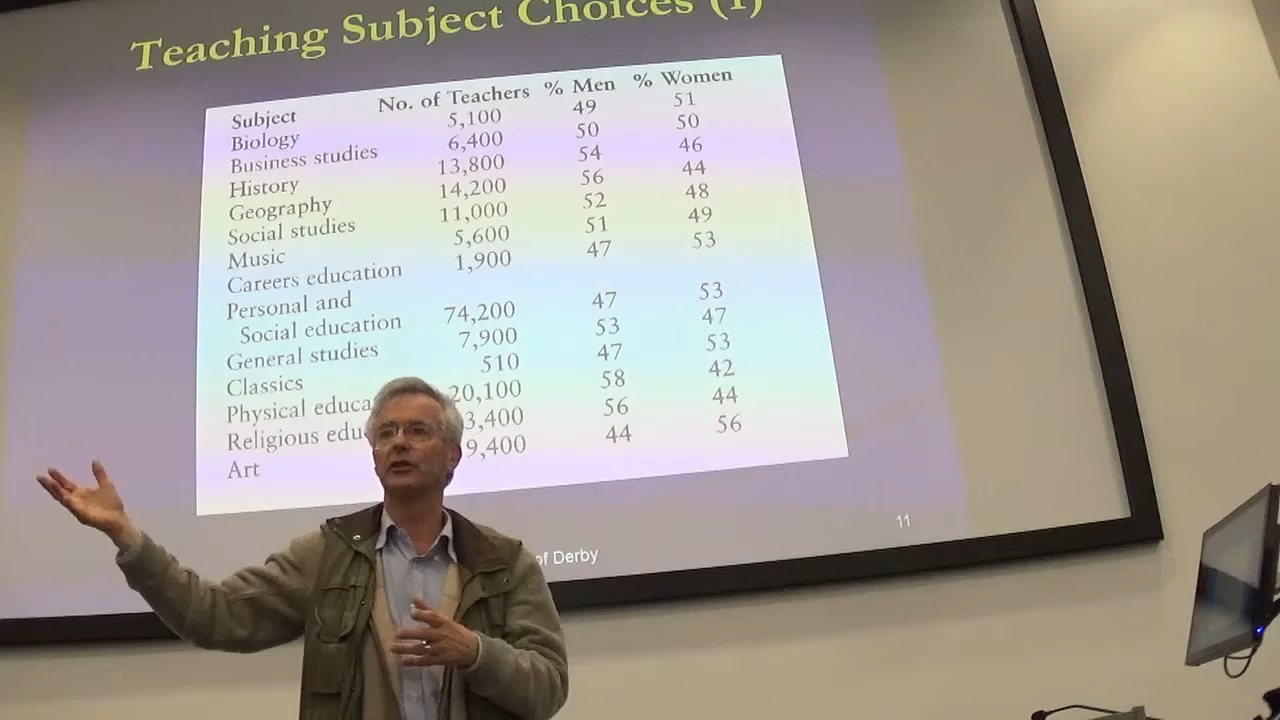 Teaching Subject Choices
Subject No. of Teachers % Men % Women
Biology 5,100 49 51
Business studies 6,400 50 50
History 13,800 54 46
Geography 14,200 56 44
Social studies 11,000 52 48
Music 5,600 51 49
Careers education 1,900 47 53
Personal and
Social education 74,200 47 53
General studies 7,900 53 47
Classics 510 47 53
Physical educa 20,100 58 42
Religious edu 3,400 56 44
Art 9,400 44 56
of Derby
11